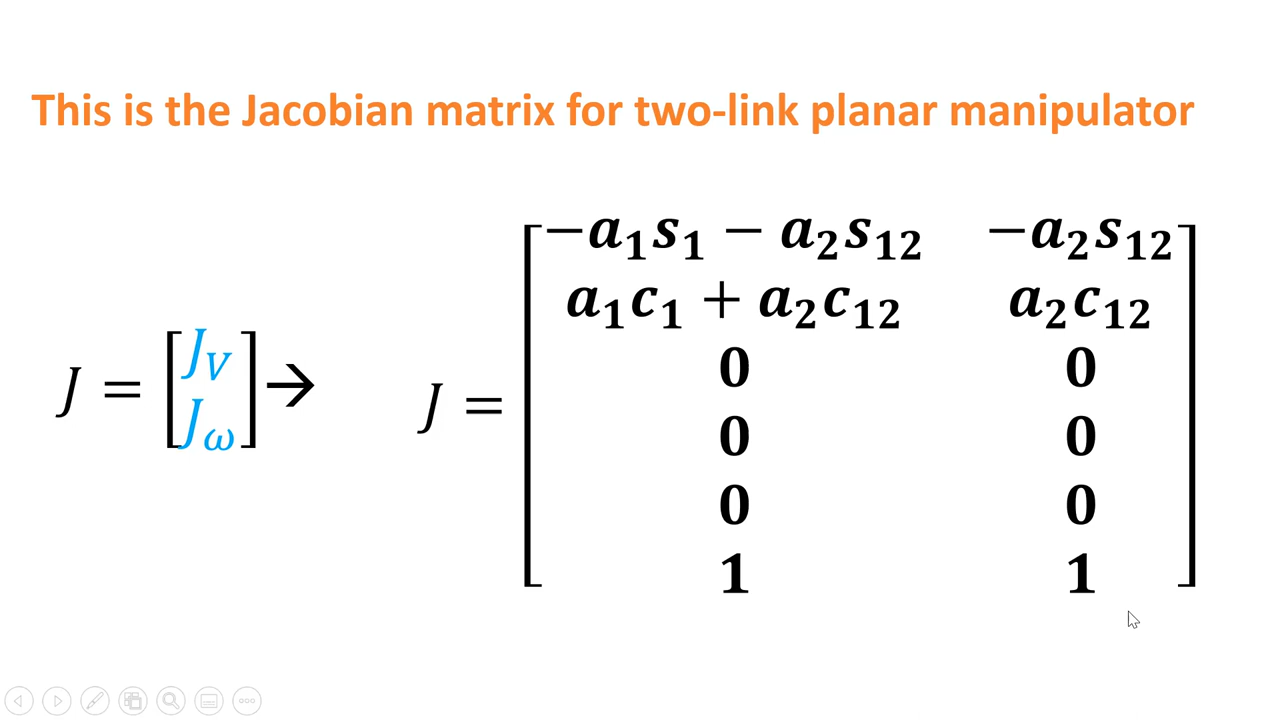 This is the Jacobian matrix for two-link planar manipulator
J = [J_V J_ω] → J =
−a₁s₁ − a₂s₁₂ −a₂s₁₂
a₁c₁ + a₂c₁₂ a₂c₁₂
0 0
0 0
0 0
1 1